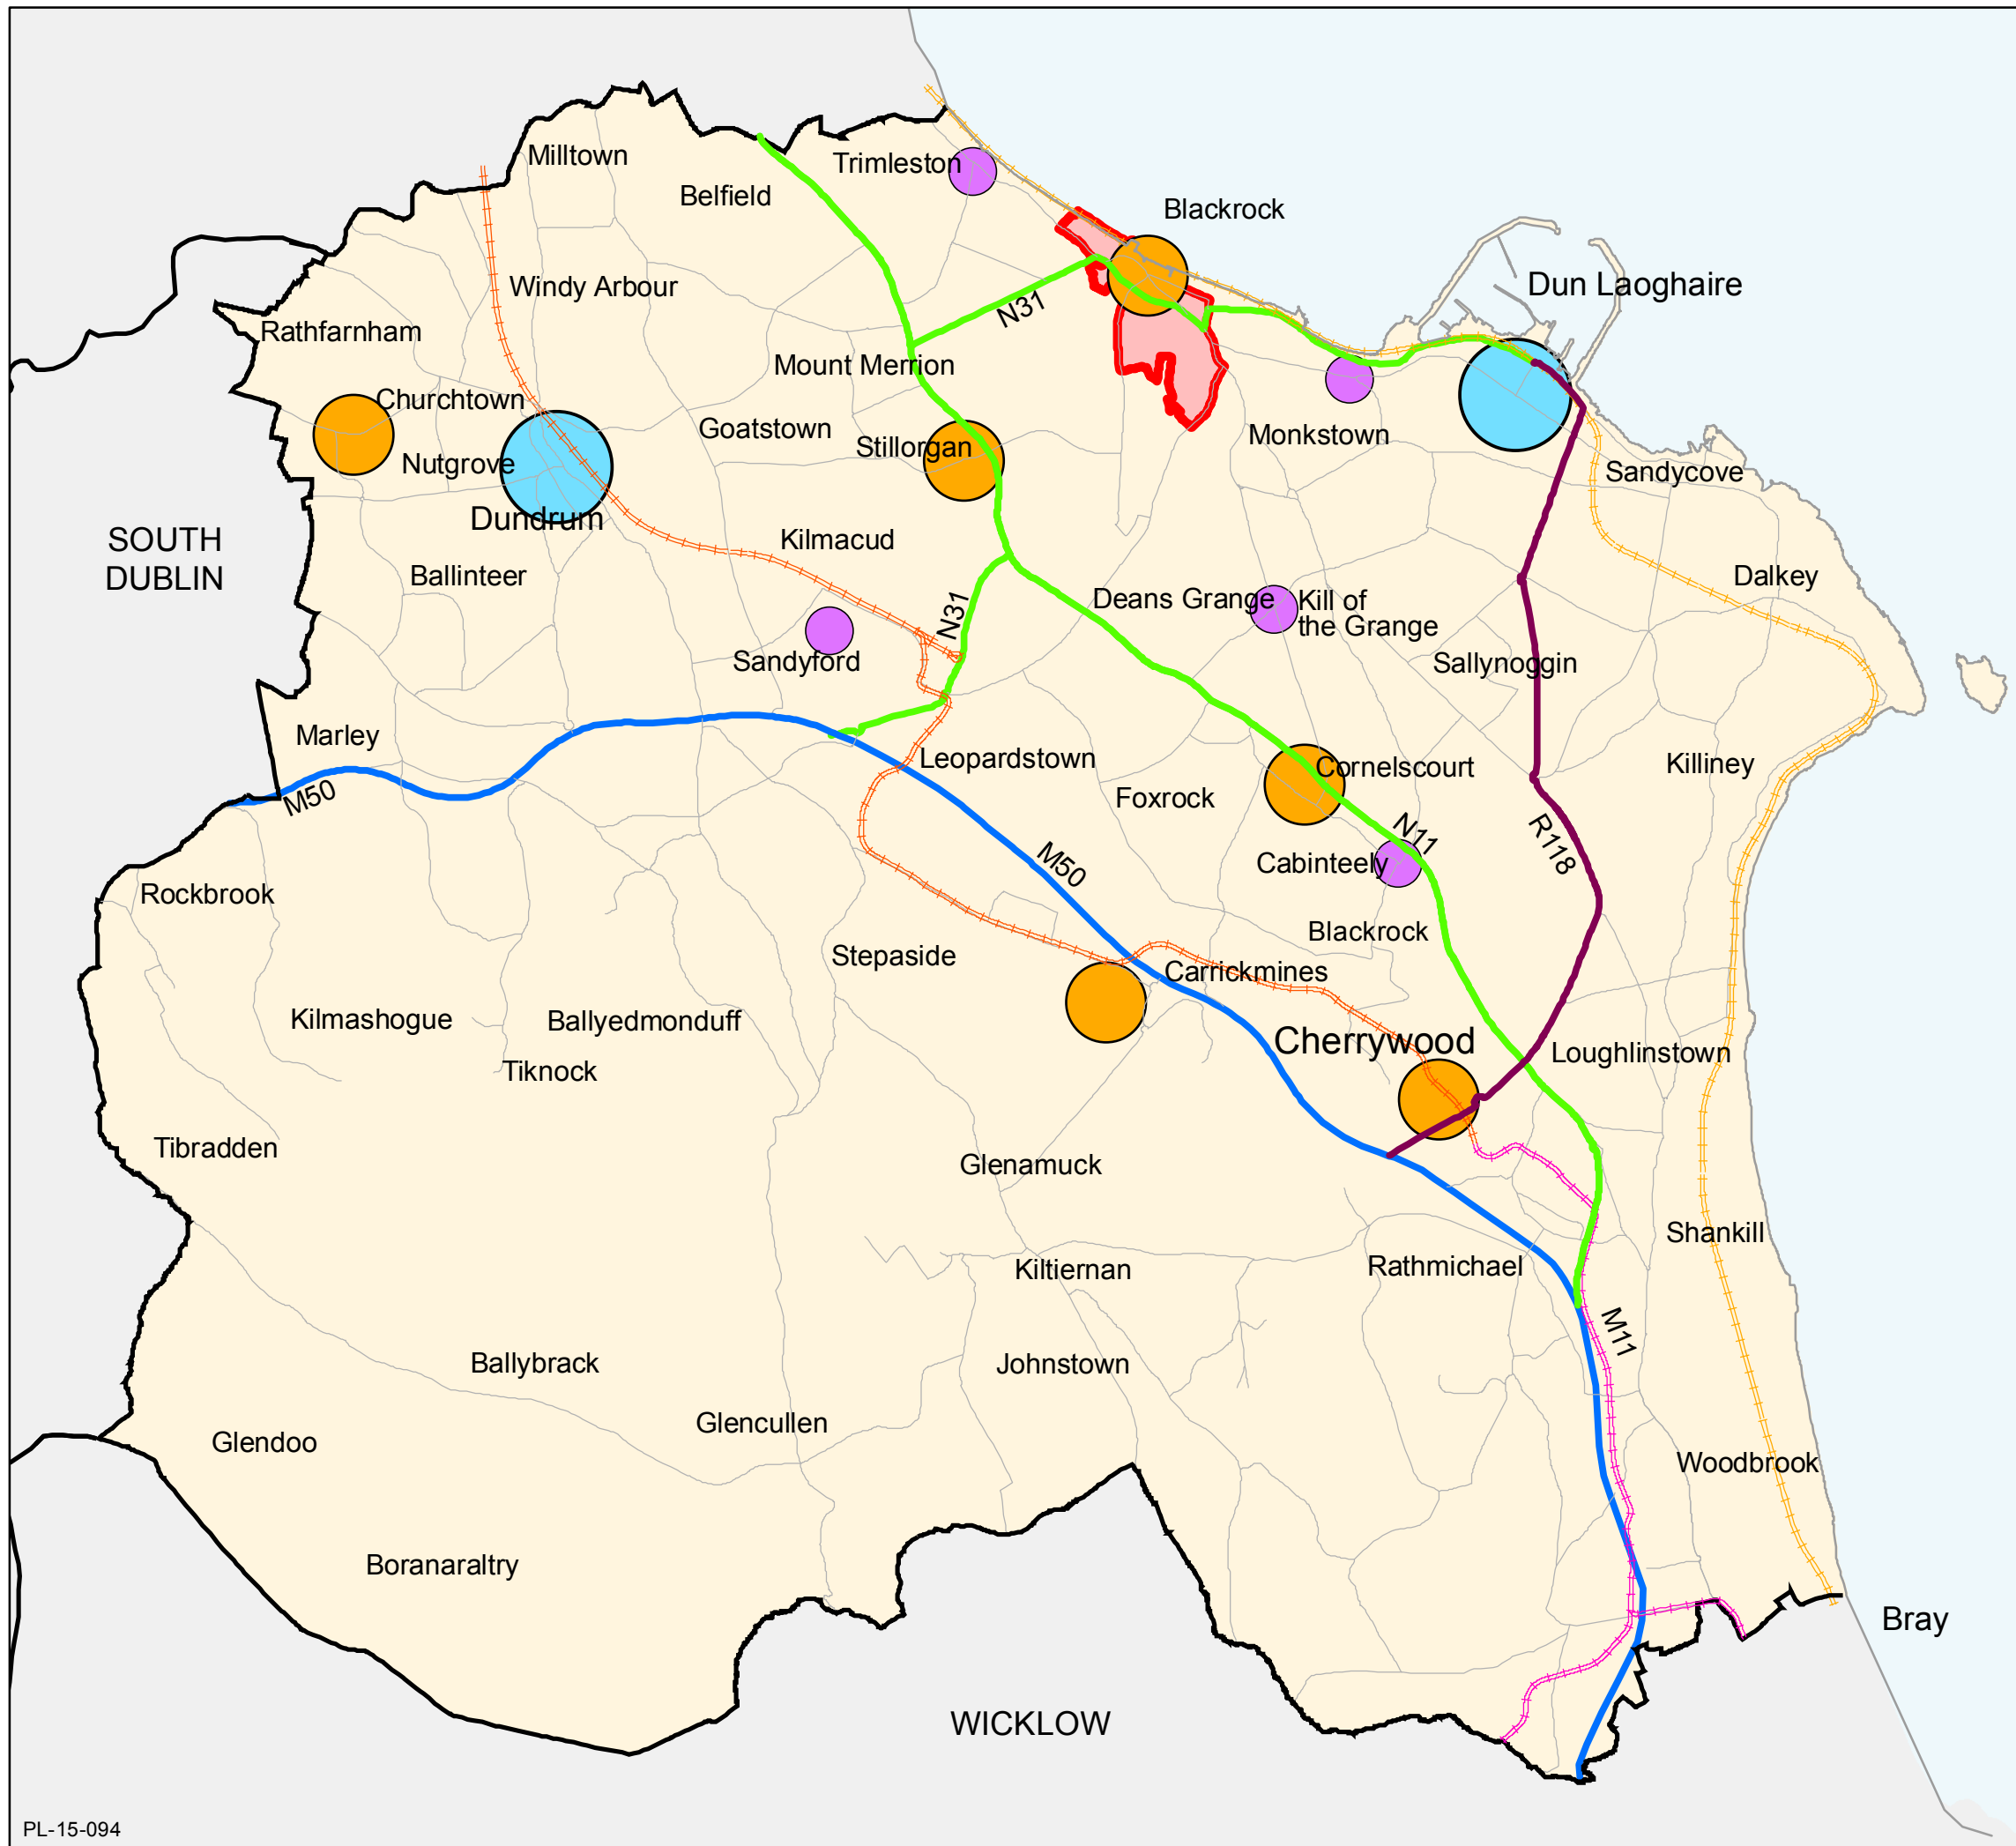 Milltown
Trimleston
Belfield
Blackrock
Windy Arbour
Dun Laoghaire
N31
Rathfarnham
Mount Merrion
Churchtown
Goatstown
Stillorgan
Monkstown
Nutgrove
Sandycove
Dundrum
SOUTH
DUBLIN
Kilmacud
Ballinteer
Dalkey
N31
Deans Grange
Kill of
the Grange
Sandyford
Sallynoggin
Marley
Leopardstown
Cornelscourt
Killiney
M50
Foxrock
N11
R118
M50
Cabinteely
Rockbrook
Blackrock
Stepaside
Carrickmines
Kilmashogue
Ballyedmonduff
Cherrywood
Loughlinstown
Tiknock
Tibradden
Glenamuck
Shankill
Kiltiernan
Rathmichael
M11
Ballybrack
Johnstown
Glencullen
Glendoo
Woodbrook
Boranaraltry
Bray
WICKLOW
PL-15-094